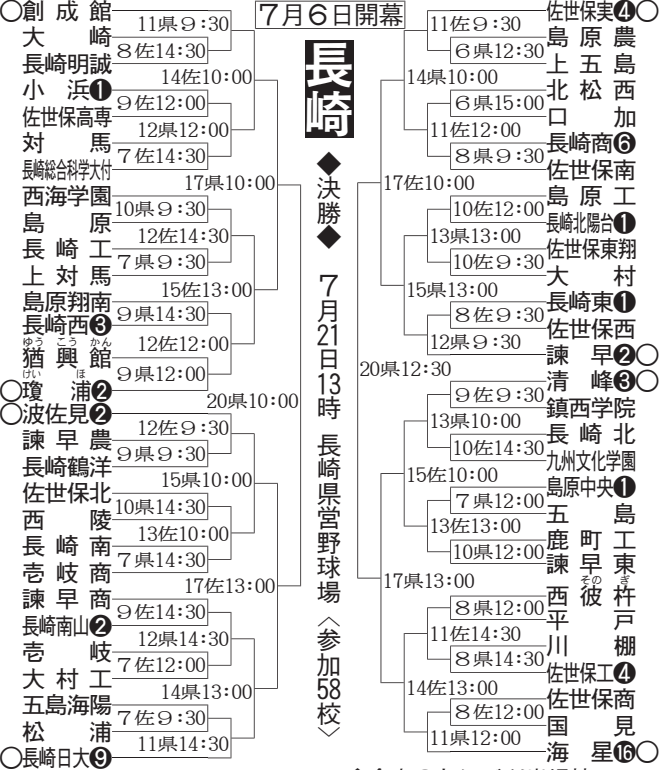 7月6日開幕
長崎
◆決勝◆ 7月21日13時 長崎県営野球場〈参加58校〉
○創成館
11県9:30
大崎
8佐14:30
長崎明誠
14佐10:00
小浜❶
9佐12:00
佐世保高専
12県12:00
対馬
7佐14:30
長崎総合科学大付
17県10:00
西海学園
10県9:30
島原
12佐14:30
長崎工
7県9:30
上対馬
15佐13:00
島原翔南
9県14:30
長崎西❸
12佐12:00
ゆうこうかん
猶興館
9県12:00
けいほ
○瓊浦❷
20県10:00
○波佐見❷
12佐9:30
諫早農
9県9:30
長崎鶴洋
15県10:00
佐世保北
10県14:30
西陵
13佐10:00
長崎南
7県14:30
壱岐商
17佐13:00
諫早商
9佐14:30
長崎南山❷
12県14:30
壱岐
7佐12:00
大村工
14県13:00
五島海陽
7佐9:30
松浦
11県14:30
○長崎日大❾
佐世保実❹○
11佐9:30
島原農
6県12:30
上五島
14県10:00
北松西
6県15:00
口加
11佐12:00
長崎商❻
8県9:30
佐世保南
17佐10:00
島原工
10佐12:00
長崎北陽台❶
13県13:00
佐世保東翔
10佐9:30
大村
15県13:00
長崎東❶
8佐9:30
佐世保西
12県9:30
諫早❷○
20県12:30
清峰❸○
9佐9:30
鎮西学院
13県10:00
長崎北
10佐14:30
九州文化学園
15佐10:00
島原中央❶
7県12:00
五島
13佐13:00
鹿町工
10県12:00
諫早東
17県13:00
そのぎ
西彼杵
8県12:00
平戸
11佐14:30
川棚
8県14:30
佐世保工❹
14佐13:00
佐世保商
8佐12:00
国見
11県12:00
海星⓰○